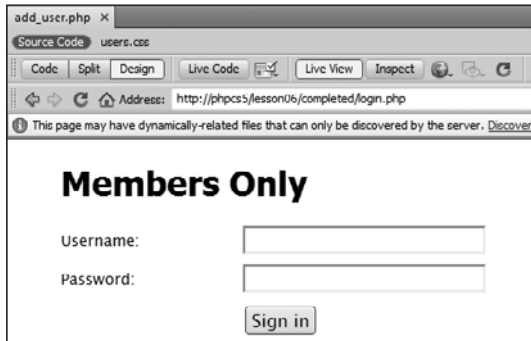 add_user.php ×
Source Code users.css
Code Split Design Live Code Live View Inspect
Address: http://phpcs5/lesson06/completed/login.php
This page may have dynamically-related files that can only be discovered by the server. Discover
Members Only
Username:
Password:
Sign in